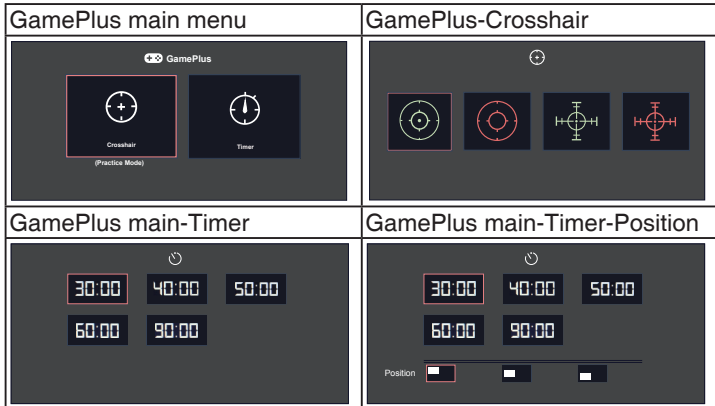 GamePlus main menu
GamePlus-Crosshair
GamePlus
Crosshair
Timer
(Practice Mode)
GamePlus main-Timer
GamePlus main-Timer-Position
30:00 40:00 50:00
60:00 90:00
30:00 40:00 50:00
60:00 90:00
Position